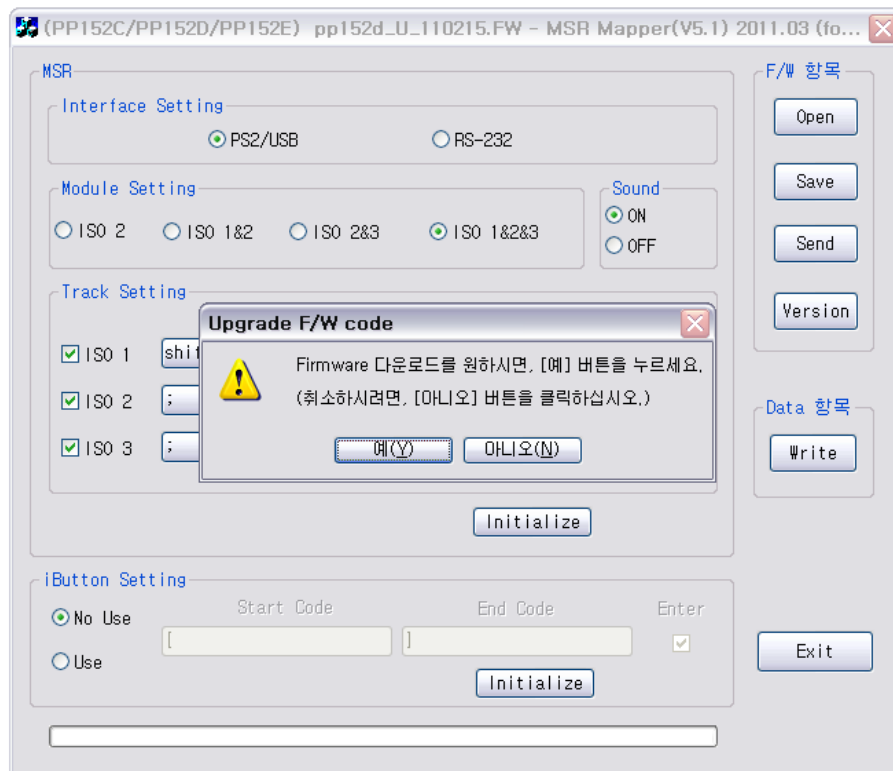 (PP152C/PP152D/PP152E) pp152d_U_110215.FW - MSR Mapper(V5.1) 2011.03 (fo...
MSR
Interface Setting
PS2/USB
RS-232
Module Setting
ISO 2
ISO 1&2
ISO 2&3
ISO 1&2&3
Sound
ON
OFF
Track Setting
ISO 1
shif
ISO 2
;
ISO 3
;
Upgrade F/W code
Firmware 다운로드를 원하시면, [예] 버튼을 누르세요.
(취소하시려면, [아니오] 버튼을 클릭하십시오.)
예(Y)
아니오(N)
Initialize
iButton Setting
No Use
Use
Start Code
[
End Code
]
Enter
Initialize
F/W 항목
Open
Save
Send
Version
Data 항목
Write
Exit